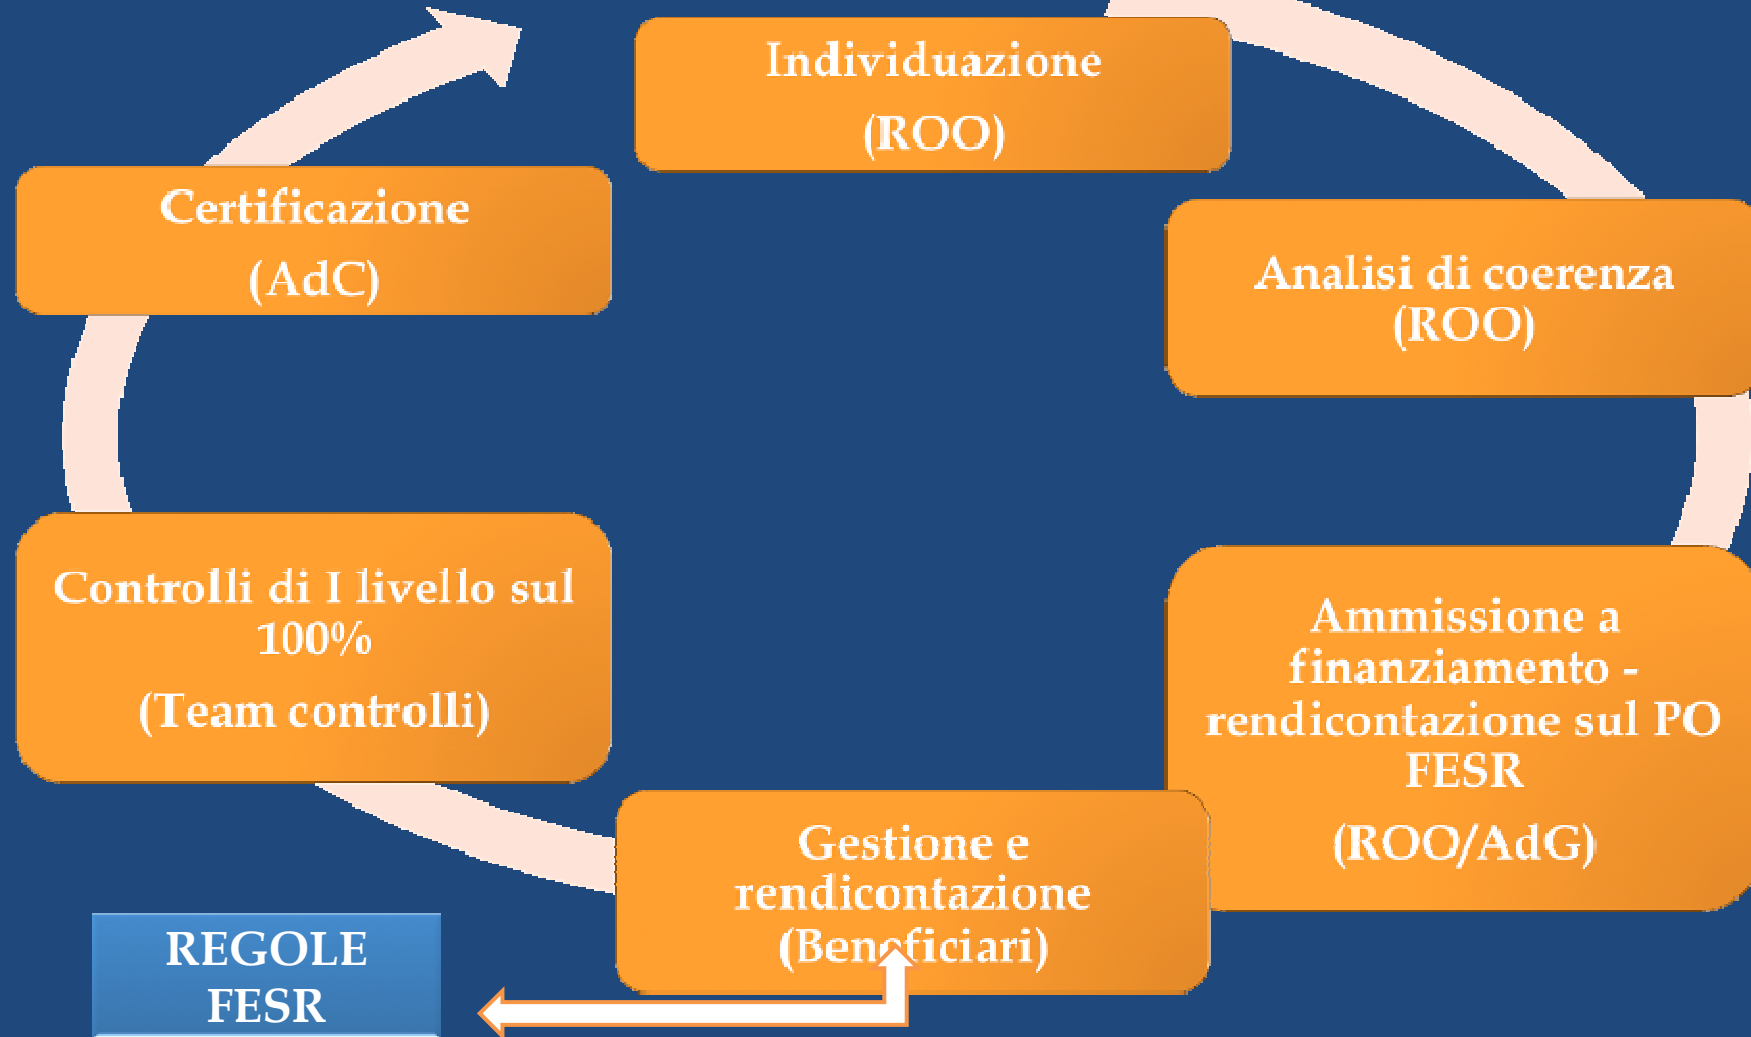 Individuazione
(ROO)
Analisi di coerenza
(ROO)
Ammissione a
finanziamento -
rendicontazione sul PO
FESR
(ROO/AdG)
Gestione e
rendicontazione
(Beneficiari)
Controlli di I livello sul
100%
(Team controlli)
Certificazione
(AdC)
REGOLE
FESR